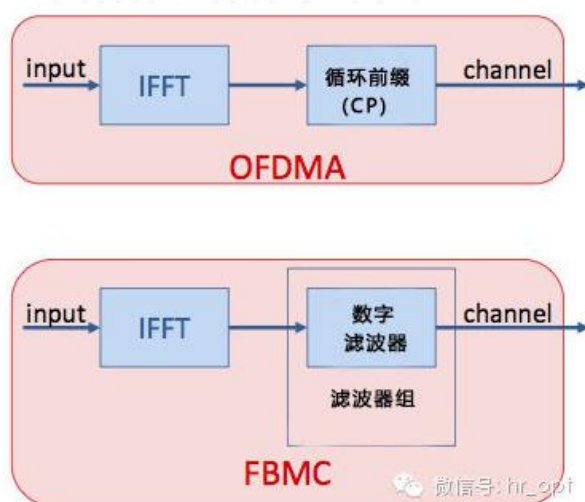 input
IFFT
循环前缀
(CP)
channel
OFDMA
input
IFFT
数字
滤波器
channel
滤波器组
FBMC
微信号: hr_opt